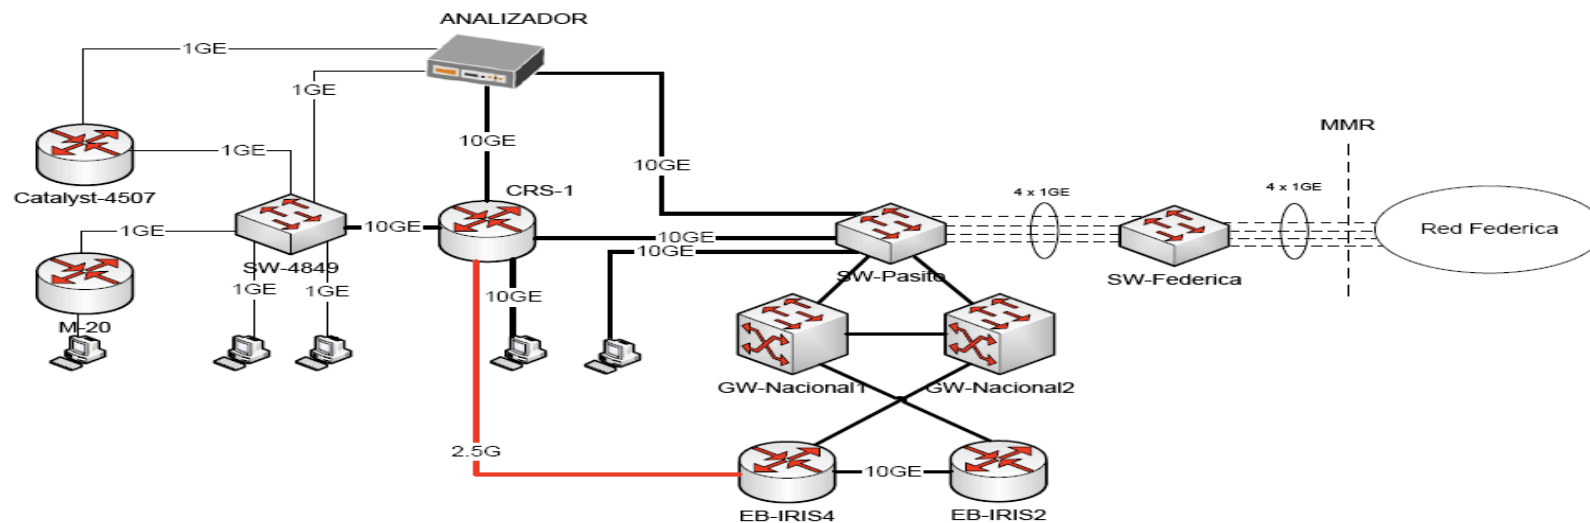 ANALIZADOR
1GE
1GE
MMR
10GE
1GE
10GE
Catalyst-4507
CRS-1
4 x 1GE
4 x 1GE
1GE
10GE
10GE
Red Federica
10GE
SW-4849
SW-Pasito
SW-Federica
1GE
1GE
10GE
M-20
GW-Nacional1
GW-Nacional2
2.5G
10GE
EB-IRIS4
EB-IRIS2